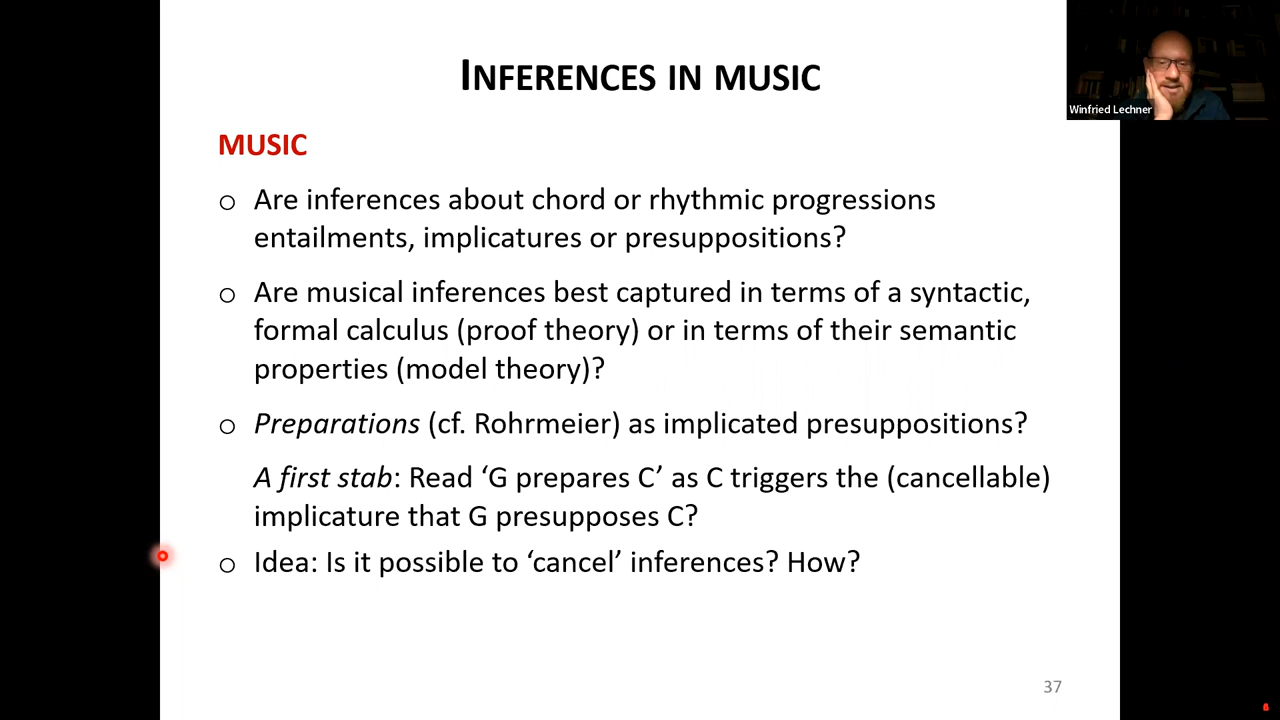 INFERENCES IN MUSIC
Winfried Lechner
MUSIC
o Are inferences about chord or rhythmic progressions
entailments, implicatures or presuppositions?
o Are musical inferences best captured in terms of a syntactic,
formal calculus (proof theory) or in terms of their semantic
properties (model theory)?
o Preparations (cf. Rohrmeier) as implicated presuppositions?
A first stab: Read ‘G prepares C’ as C triggers the (cancellable)
implicature that G presupposes C?
o Idea: Is it possible to ‘cancel’ inferences? How?
37